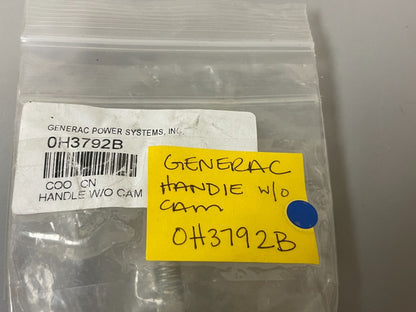 GENERAC POWER SYSTEMS, INC.
0H3792B
COO CN
HANDLE W/O CAM
GENERAC
HANDIE W/O
CAM
0H3792B